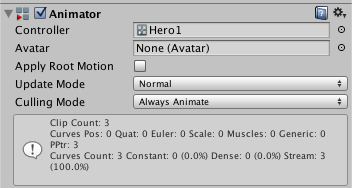 Animator
Controller Hero1
Avatar None (Avatar)
Apply Root Motion
Update Mode Normal
Culling Mode Always Animate
Clip Count: 3
Curves Pos: 0 Quat: 0 Euler: 0 Scale: 0 Muscles: 0 Generic: 0
PPtr: 3
Curves Count: 3 Constant: 0 (0.0%) Dense: 0 (0.0%) Stream: 3
(100.0%)